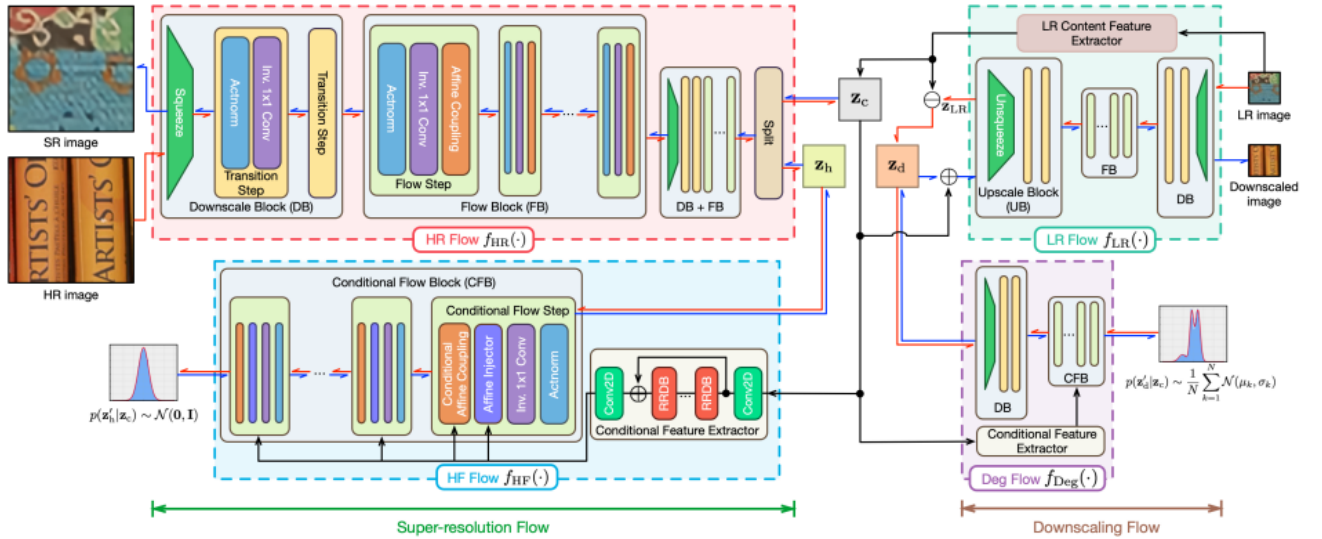 SR image
HR image
ARTISTS' O
ARTISTS' O
Squeeze
Actnorm
Inv. 1x1 Conv
Transition
Step
Transition Step
Downscale Block (DB)
Actnorm
Inv. 1x1 Conv
Affine Coupling
Flow Step
...
Flow Block (FB)
...
DB + FB
Split
HR Flow f_HR(·)
z_c
z_h
z_LR
z_d
LR Content Feature
Extractor
Unsqueeze
Upscale Block
(UB)
...
FB
DB
LR image
Downscaled
image
LR Flow f_LR(·)
Conditional Flow Block (CFB)
...
Conditional Flow Step
Conditional
Affine Coupling
Affine Injector
Inv. 1x1 Conv
Actnorm
p(z′_h|z_c) ∼ N(0, I)
Conv2D
RRDB
...
RRDB
Conv2D
Conditional Feature Extractor
HF Flow f_HF(·)
DB
...
CFB
Conditional Feature
Extractor
Deg Flow f_Deg(·)
p(z′_d|z_c) ∼ 1/N ∑_{k=1}^{N} N(μ_k, σ_k)
Super-resolution Flow
Downscaling Flow